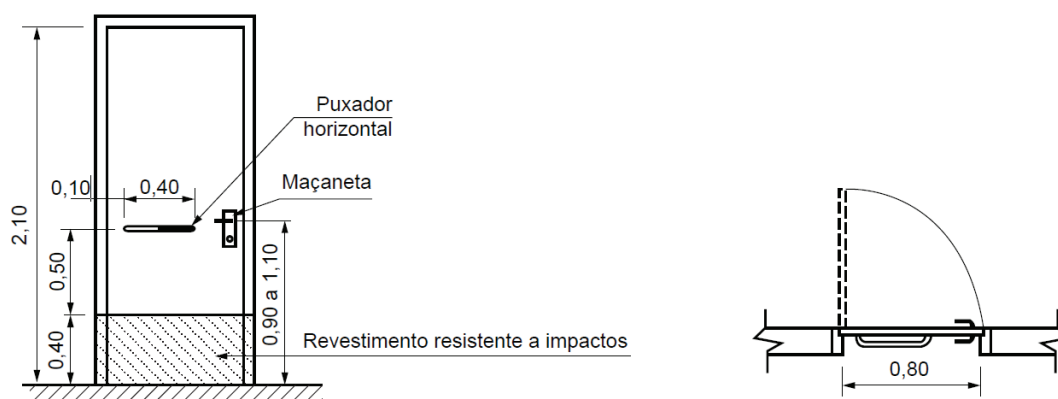 Puxador
horizontal
0,10
0,40
Maçaneta
2,10
0,50
0,90 a 1,10
0,40
Revestimento resistente a impactos
0,80